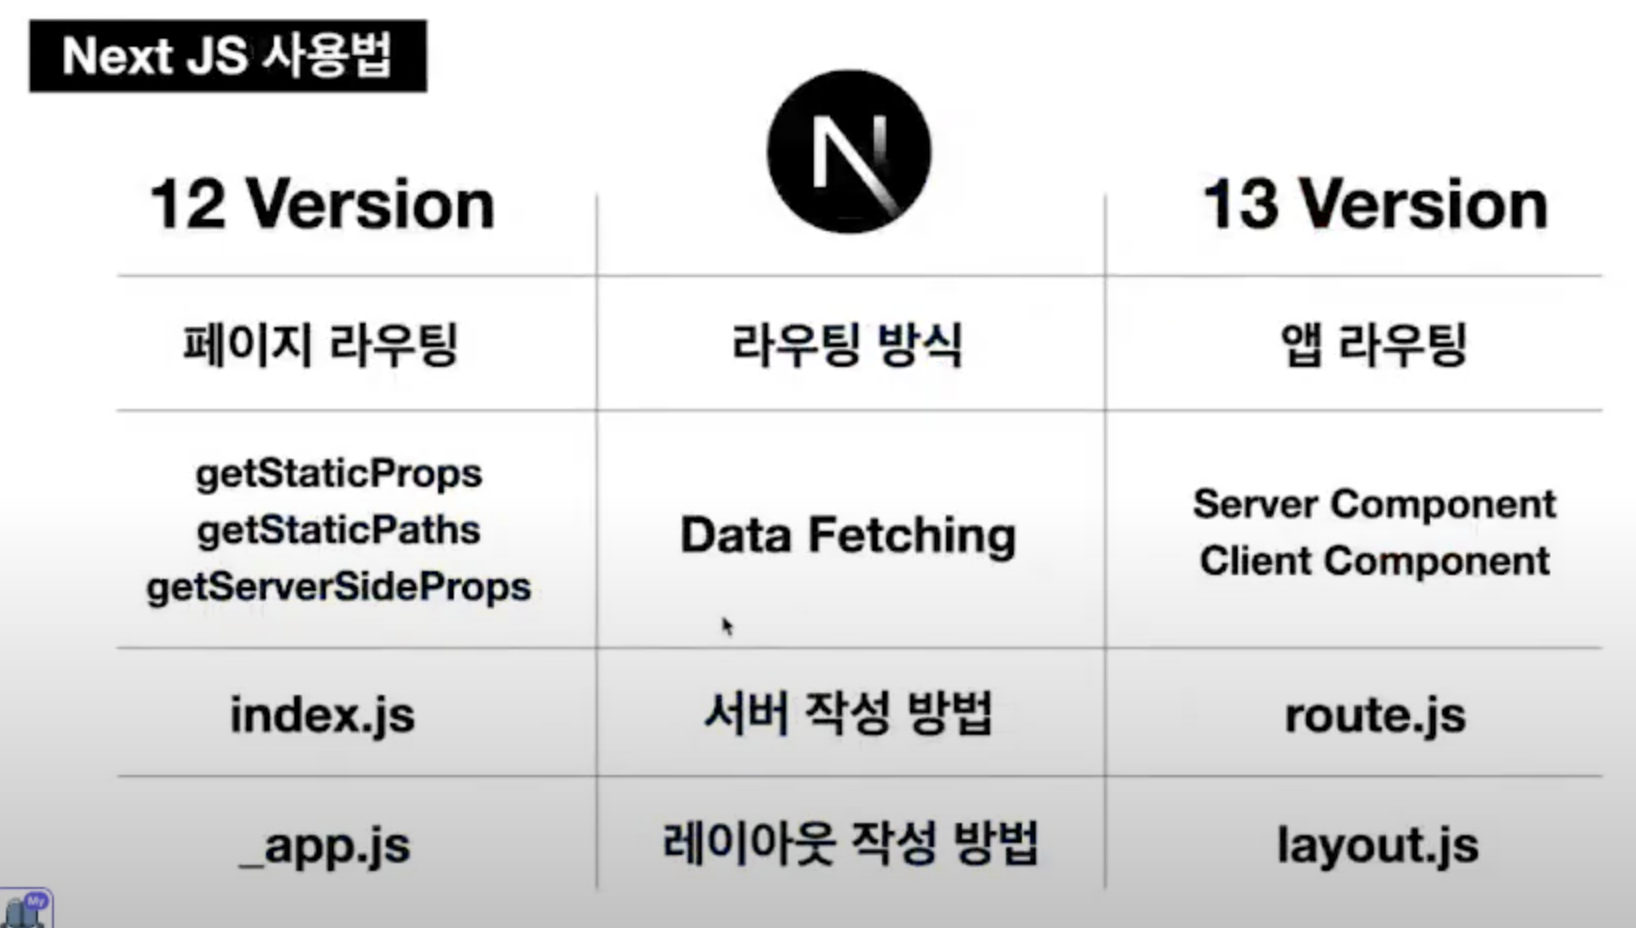 Next JS 사용법
12 Version
13 Version
페이지 라우팅
라우팅 방식
앱 라우팅
getStaticProps
getStaticPaths
getServerSideProps
Data Fetching
Server Component
Client Component
index.js
서버 작성 방법
route.js
_app.js
레이아웃 작성 방법
layout.js
My